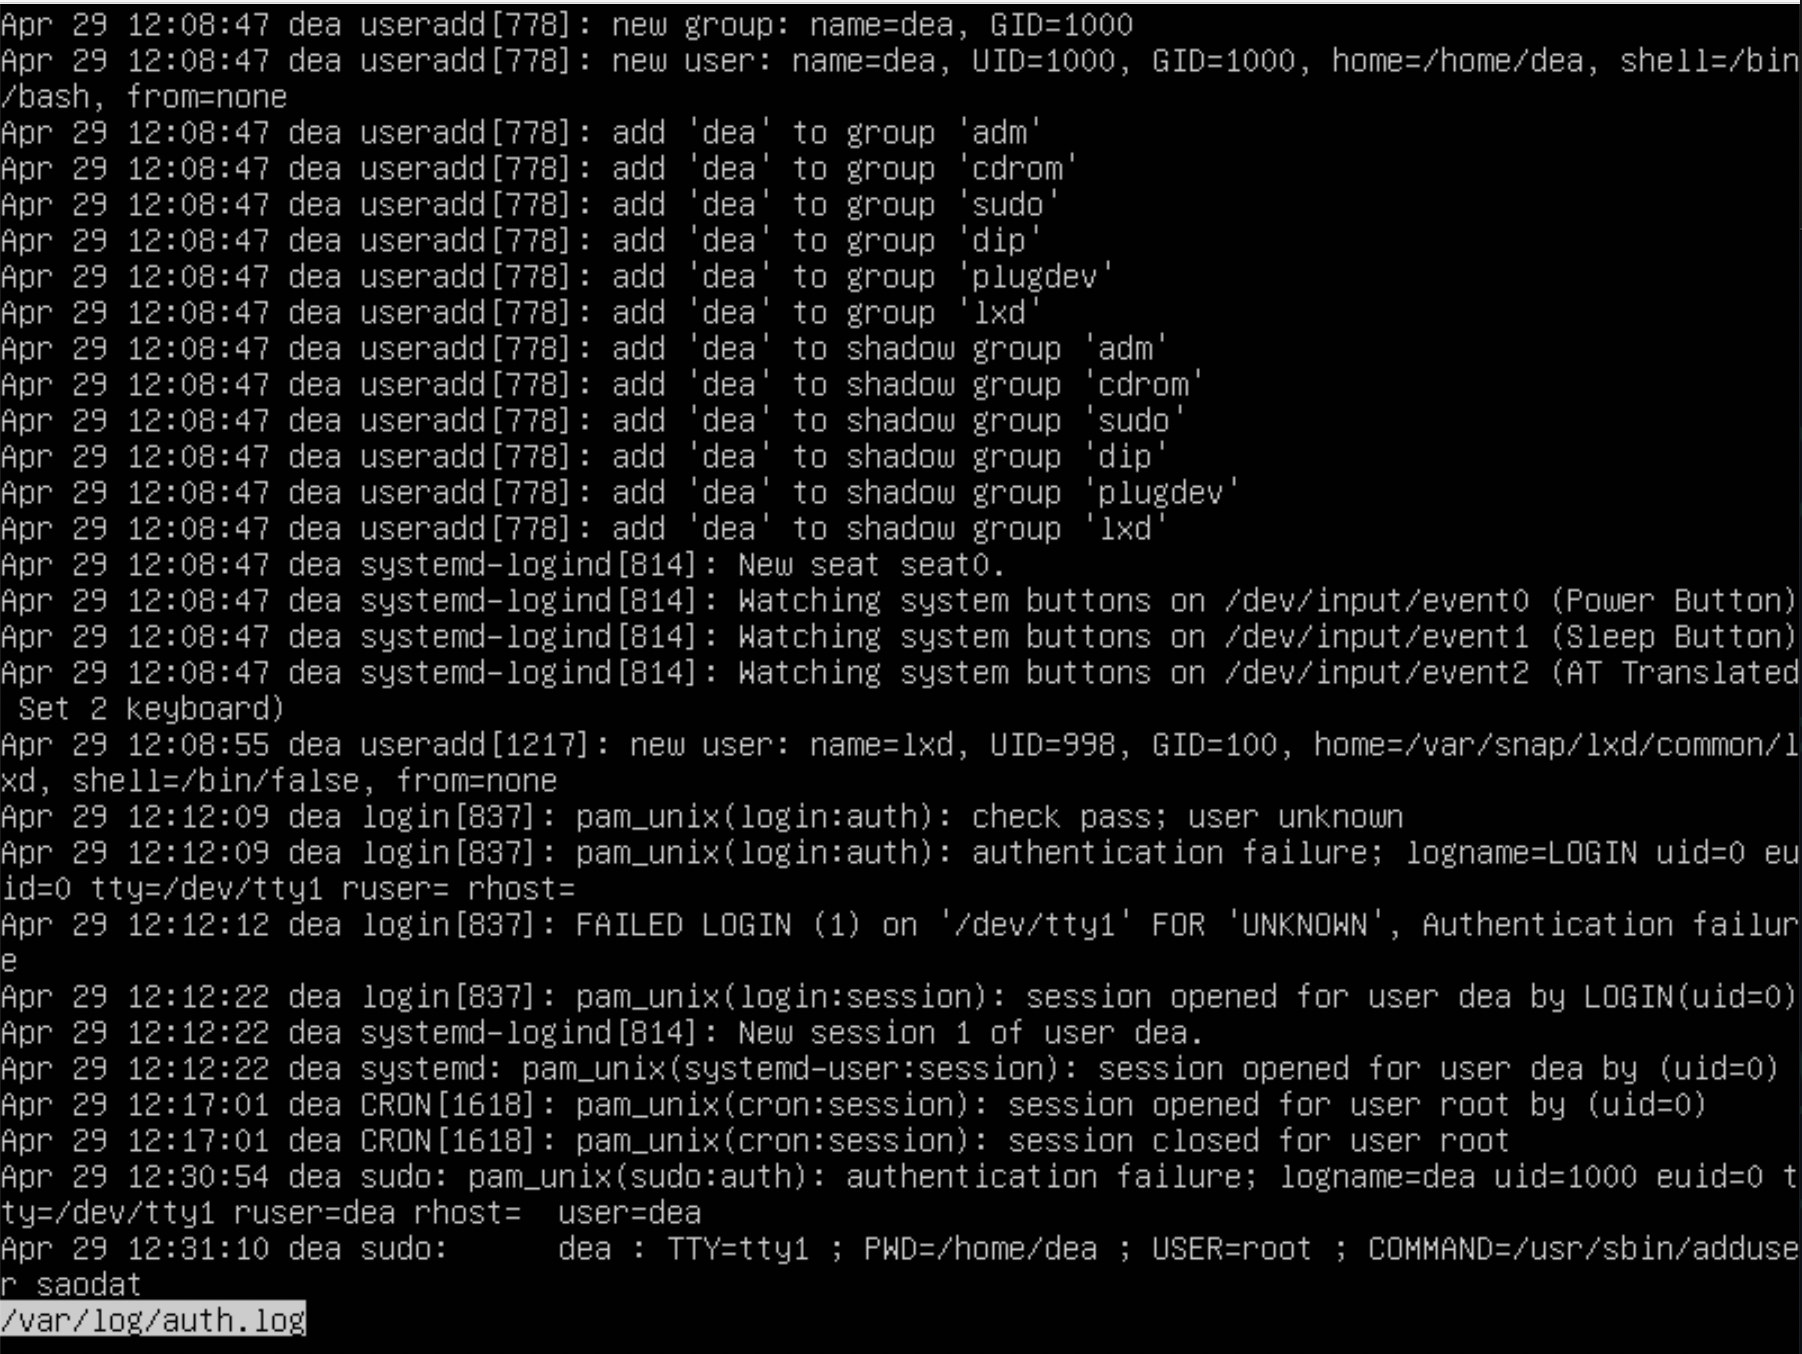 Apr 29 12:08:47 dea useradd[778]: new group: name=dea, GID=1000
Apr 29 12:08:47 dea useradd[778]: new user: name=dea, UID=1000, GID=1000, home=/home/dea, shell=/bin
/bash, from=none
Apr 29 12:08:47 dea useradd[778]: add 'dea' to group 'adm'
Apr 29 12:08:47 dea useradd[778]: add 'dea' to group 'cdrom'
Apr 29 12:08:47 dea useradd[778]: add 'dea' to group 'sudo'
Apr 29 12:08:47 dea useradd[778]: add 'dea' to group 'dip'
Apr 29 12:08:47 dea useradd[778]: add 'dea' to group 'plugdev'
Apr 29 12:08:47 dea useradd[778]: add 'dea' to group 'lxd'
Apr 29 12:08:47 dea useradd[778]: add 'dea' to shadow group 'adm'
Apr 29 12:08:47 dea useradd[778]: add 'dea' to shadow group 'cdrom'
Apr 29 12:08:47 dea useradd[778]: add 'dea' to shadow group 'sudo'
Apr 29 12:08:47 dea useradd[778]: add 'dea' to shadow group 'dip'
Apr 29 12:08:47 dea useradd[778]: add 'dea' to shadow group 'plugdev'
Apr 29 12:08:47 dea useradd[778]: add 'dea' to shadow group 'lxd'
Apr 29 12:08:47 dea systemd-logind[814]: New seat seat0.
Apr 29 12:08:47 dea systemd-logind[814]: Watching system buttons on /dev/input/event0 (Power Button)
Apr 29 12:08:47 dea systemd-logind[814]: Watching system buttons on /dev/input/event1 (Sleep Button)
Apr 29 12:08:47 dea systemd-logind[814]: Watching system buttons on /dev/input/event2 (AT Translated
 Set 2 keyboard)
Apr 29 12:08:55 dea useradd[1217]: new user: name=lxd, UID=998, GID=100, home=/var/snap/lxd/common/l
xd, shell=/bin/false, from=none
Apr 29 12:12:09 dea login[837]: pam_unix(login:auth): check pass; user unknown
Apr 29 12:12:09 dea login[837]: pam_unix(login:auth): authentication failure; logname=LOGIN uid=0 eu
id=0 tty=/dev/tty1 ruser= rhost=
Apr 29 12:12:12 dea login[837]: FAILED LOGIN (1) on '/dev/tty1' FOR 'UNKNOWN', Authentication failur
e
Apr 29 12:12:22 dea login[837]: pam_unix(login:session): session opened for user dea by LOGIN(uid=0)
Apr 29 12:12:22 dea systemd-logind[814]: New session 1 of user dea.
Apr 29 12:12:22 dea systemd: pam_unix(systemd-user:session): session opened for user dea by (uid=0)
Apr 29 12:17:01 dea CRON[1618]: pam_unix(cron:session): session opened for user root by (uid=0)
Apr 29 12:17:01 dea CRON[1618]: pam_unix(cron:session): session closed for user root
Apr 29 12:30:54 dea sudo: pam_unix(sudo:auth): authentication failure; logname=dea uid=1000 euid=0 t
ty=/dev/tty1 ruser=dea rhost=  user=dea
Apr 29 12:31:10 dea sudo:      dea : TTY=tty1 ; PWD=/home/dea ; USER=root ; COMMAND=/usr/sbin/adduse
r saodat
/var/log/auth.log